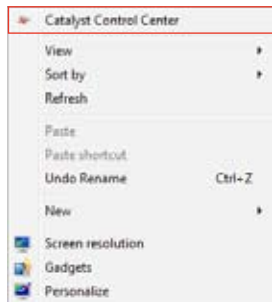 Catalyst Control Center
View
Sort by
Refresh
Paste
Paste shortcut
Undo Rename Ctrl+Z
New
Screen resolution
Gadgets
Personalize